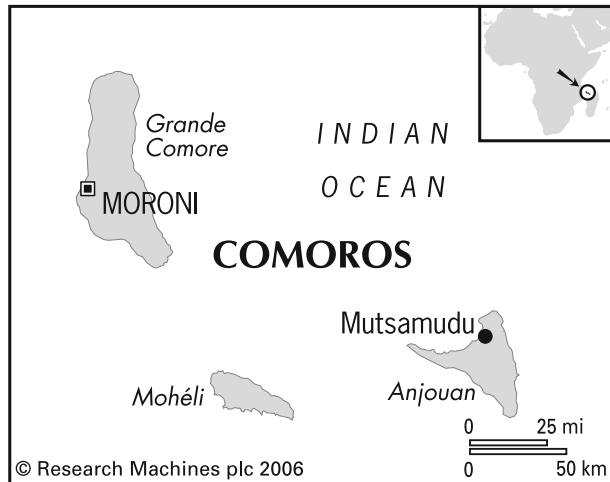 Grande
Comore
INDIAN
OCEAN
MORONI
COMOROS
Mutsamudu
Mohéli
Anjouan
0 25 mi
0 50 km
© Research Machines plc 2006